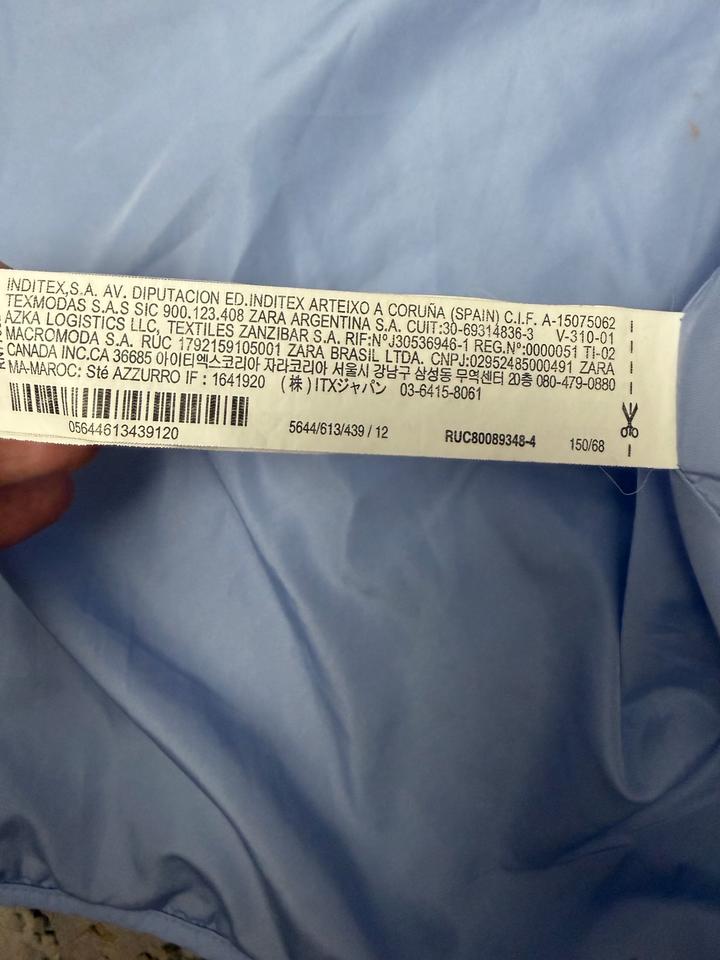 INDITEX,S.A. AV. DIPUTACION ED.INDITEX ARTEIXO A CORUÑA (SPAIN) C.I.F. A-15075062
TEXMODAS S.A.S SIC 900.123.408 ZARA ARGENTINA S.A. CUIT:30-69314836-3 V-310-01
AZKA LOGISTICS LLC, TEXTILES ZANZIBAR S.A. RIF:NºJ30536946-1 REG.Nº:0000051 TI-02
MACROMODA S.A. RÚC 1792159105001 ZARA BRASIL LTDA. CNPJ:02952485000491 ZARA
CANADA INC.CA 36685 아이티엑스코리아 자라코리아 서울시 강남구 삼성동 무역센터 20층 080-479-0880
MA-MAROC: Sté AZZURRO IF : 1641920 (株) ITXジャパン 03-6415-8061
05644613439120
5644/613/439 / 12
RUC80089348-4
150/68